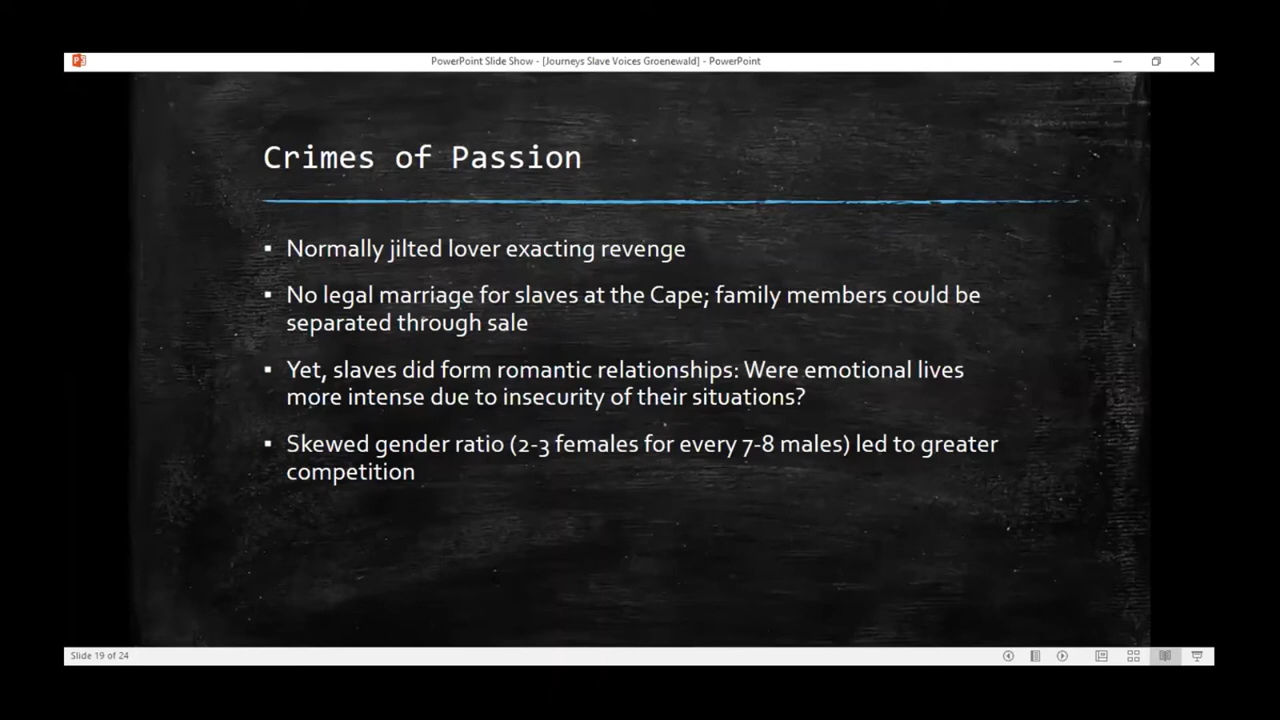 PowerPoint Slide Show - [Journeys Slave Voices Groenewald] - PowerPoint
Crimes of Passion
▪ Normally jilted lover exacting revenge
▪ No legal marriage for slaves at the Cape; family members could be
separated through sale
▪ Yet, slaves did form romantic relationships: Were emotional lives
more intense due to insecurity of their situations?
▪ Skewed gender ratio (2-3 females for every 7-8 males) led to greater
competition
Slide 19 of 24